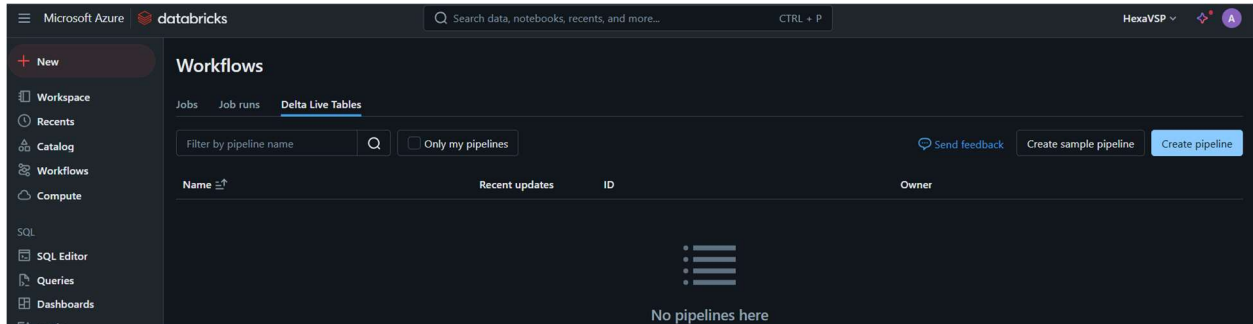 Microsoft Azure databricks Search data, notebooks, recents, and more... CTRL + P HexaVSP A
New
Workspace
Recents
Catalog
Workflows
Compute
SQL
SQL Editor
Queries
Dashboards
Workflows
Jobs Job runs Delta Live Tables
Filter by pipeline name Only my pipelines Send feedback Create sample pipeline Create pipeline
Name Recent updates ID Owner
No pipelines here